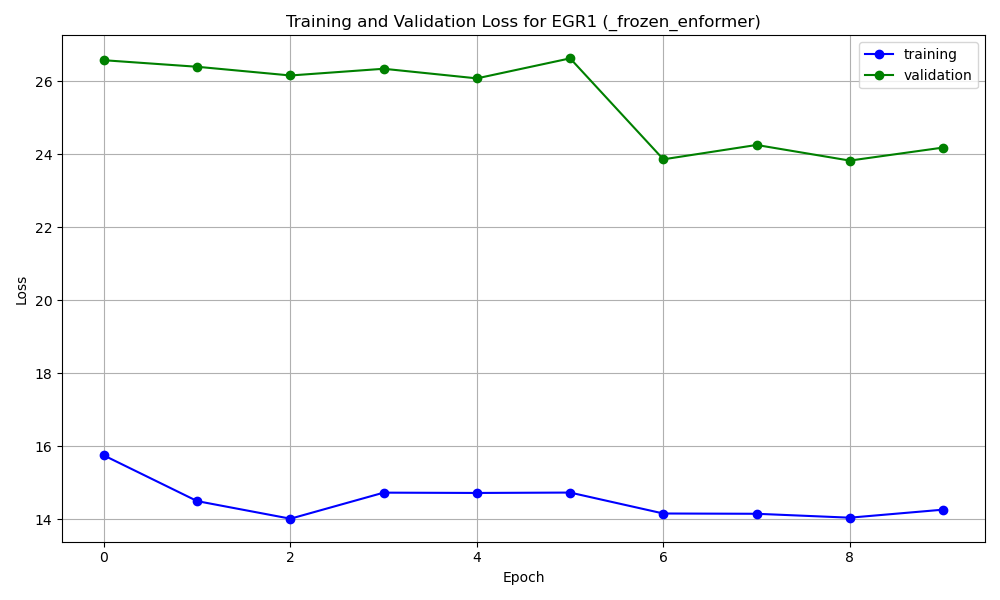 Training and Validation Loss for EGR1 (_frozen_enformer)
training
validation
26
24
22
20
18
16
14
Loss
0
2
4
6
8
Epoch